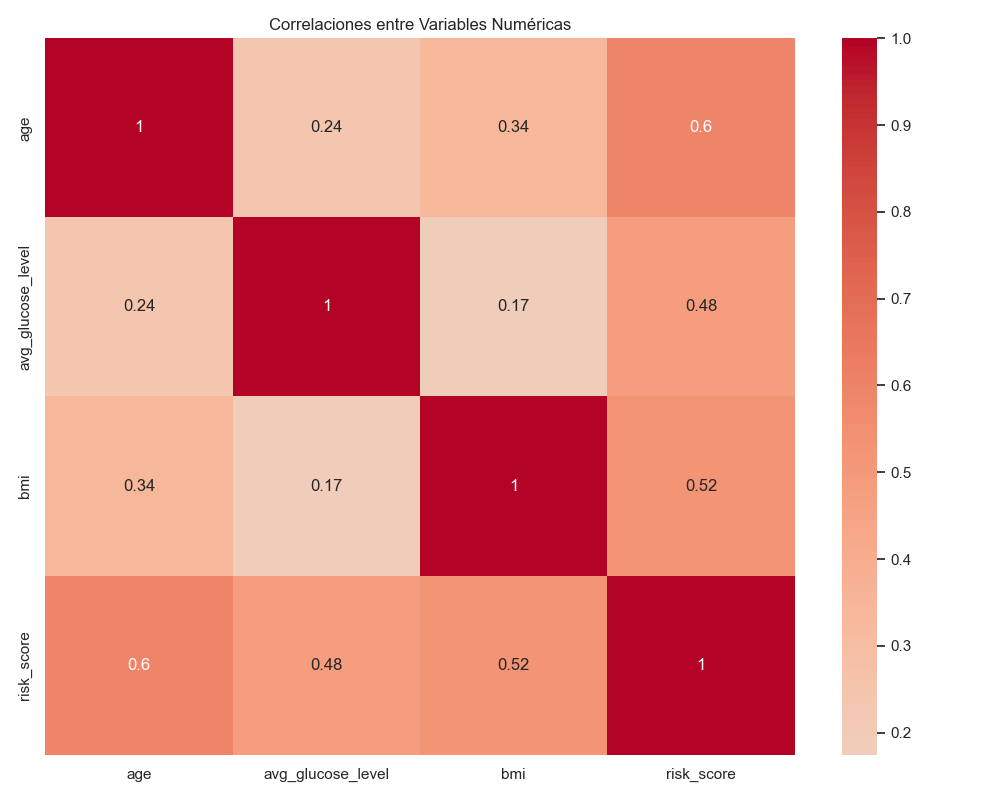 Correlaciones entre Variables Numéricas
age
1
0.24
0.34
0.6
avg_glucose_level
0.24
1
0.17
0.48
bmi
0.34
0.17
1
0.52
risk_score
0.6
0.48
0.52
1
age
avg_glucose_level
bmi
risk_score
1.0
0.9
0.8
0.7
0.6
0.5
0.4
0.3
0.2